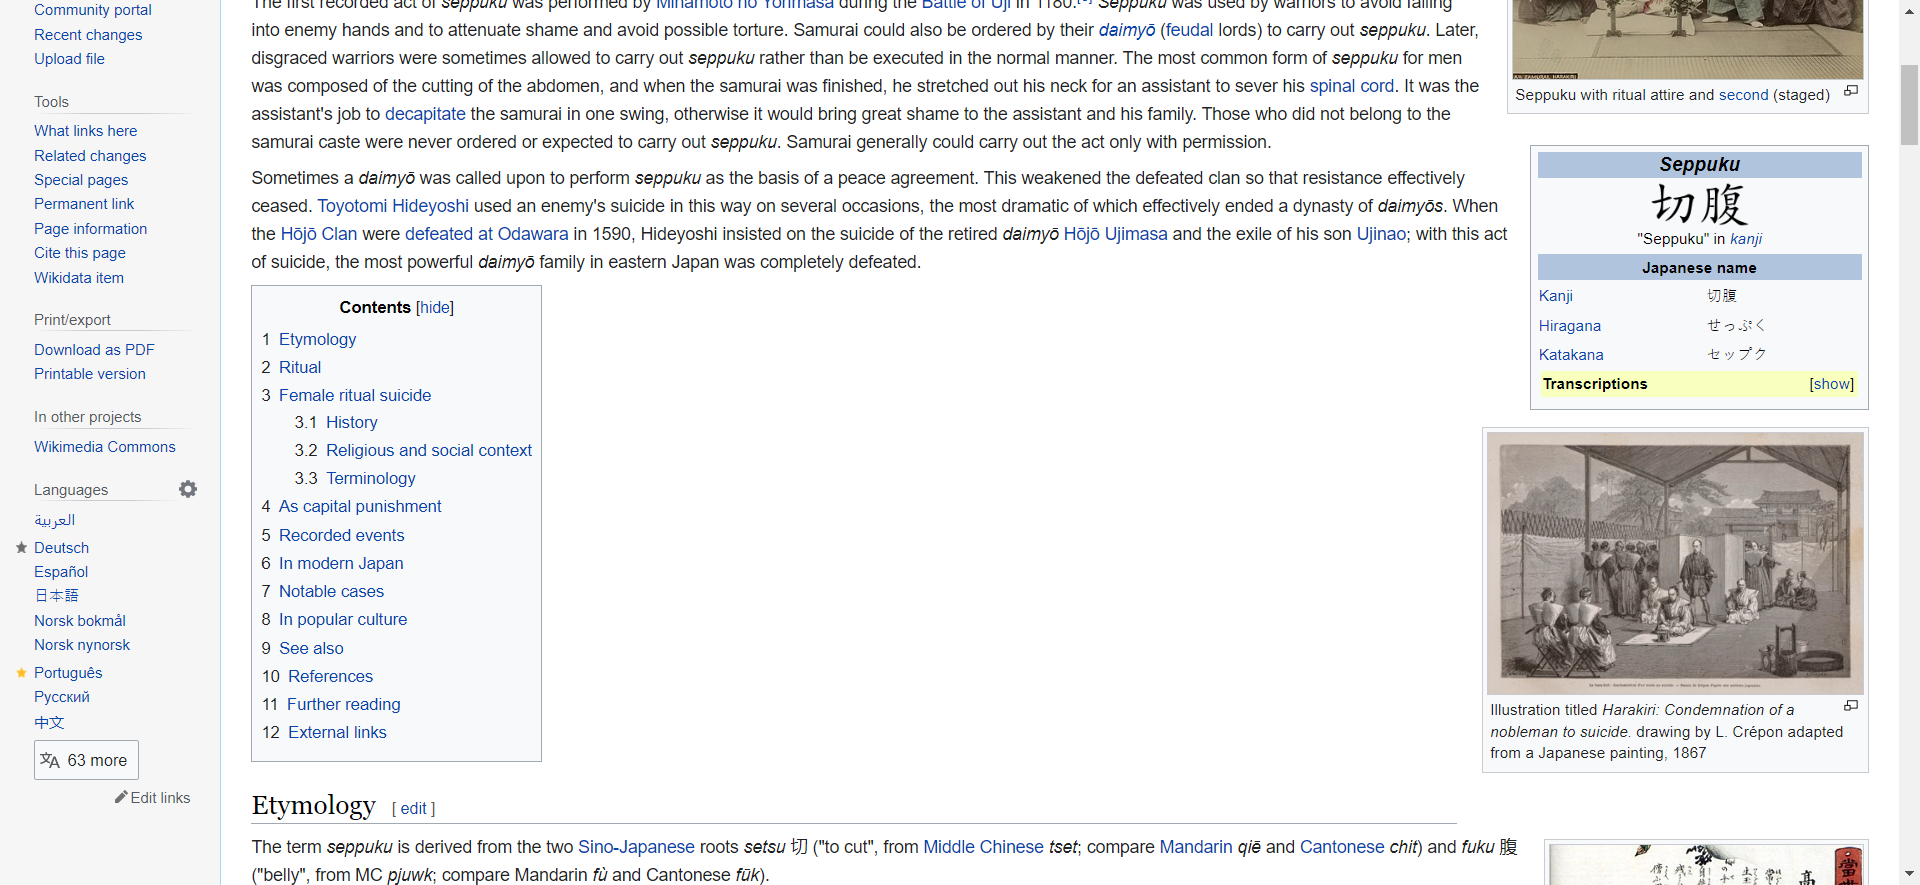 Community portal
Recent changes
Upload file
Tools
What links here
Related changes
Special pages
Permanent link
Page information
Cite this page
Wikidata item
Print/export
Download as PDF
Printable version
In other projects
Wikimedia Commons
Languages
العربية
Deutsch
Español
日本語
Norsk bokmål
Norsk nynorsk
Português
Русский
中文
63 more
Edit links
The first recorded act of seppuku was performed by Minamoto no Yorimasa during the Battle of Uji in 1180. Seppuku was used by warriors to avoid falling
into enemy hands and to attenuate shame and avoid possible torture. Samurai could also be ordered by their daimyō (feudal lords) to carry out seppuku. Later,
disgraced warriors were sometimes allowed to carry out seppuku rather than be executed in the normal manner. The most common form of seppuku for men
was composed of the cutting of the abdomen, and when the samurai was finished, he stretched out his neck for an assistant to sever his spinal cord. It was the
assistant's job to decapitate the samurai in one swing, otherwise it would bring great shame to the assistant and his family. Those who did not belong to the
samurai caste were never ordered or expected to carry out seppuku. Samurai generally could carry out the act only with permission.
Sometimes a daimyō was called upon to perform seppuku as the basis of a peace agreement. This weakened the defeated clan so that resistance effectively
ceased. Toyotomi Hideyoshi used an enemy's suicide in this way on several occasions, the most dramatic of which effectively ended a dynasty of daimyōs. When
the Hōjō Clan were defeated at Odawara in 1590, Hideyoshi insisted on the suicide of the retired daimyō Hōjō Ujimasa and the exile of his son Ujinao; with this act
of suicide, the most powerful daimyō family in eastern Japan was completely defeated.
Contents [hide]
1 Etymology
2 Ritual
3 Female ritual suicide
3.1 History
3.2 Religious and social context
3.3 Terminology
4 As capital punishment
5 Recorded events
6 In modern Japan
7 Notable cases
8 In popular culture
9 See also
10 References
11 Further reading
12 External links
Etymology [ edit ]
The term seppuku is derived from the two Sino-Japanese roots setsu 切 ("to cut", from Middle Chinese tset; compare Mandarin qiē and Cantonese chit) and fuku 腹
("belly", from MC pjuwk; compare Mandarin fù and Cantonese fūk).
Seppuku with ritual attire and second (staged)
Seppuku
切腹
"Seppuku" in kanji
Japanese name
Kanji 切腹
Hiragana せっぷく
Katakana セップク
Transcriptions [show]
Illustration titled Harakiri: Condemnation of a
nobleman to suicide. drawing by L. Crépon adapted
from a Japanese painting, 1867